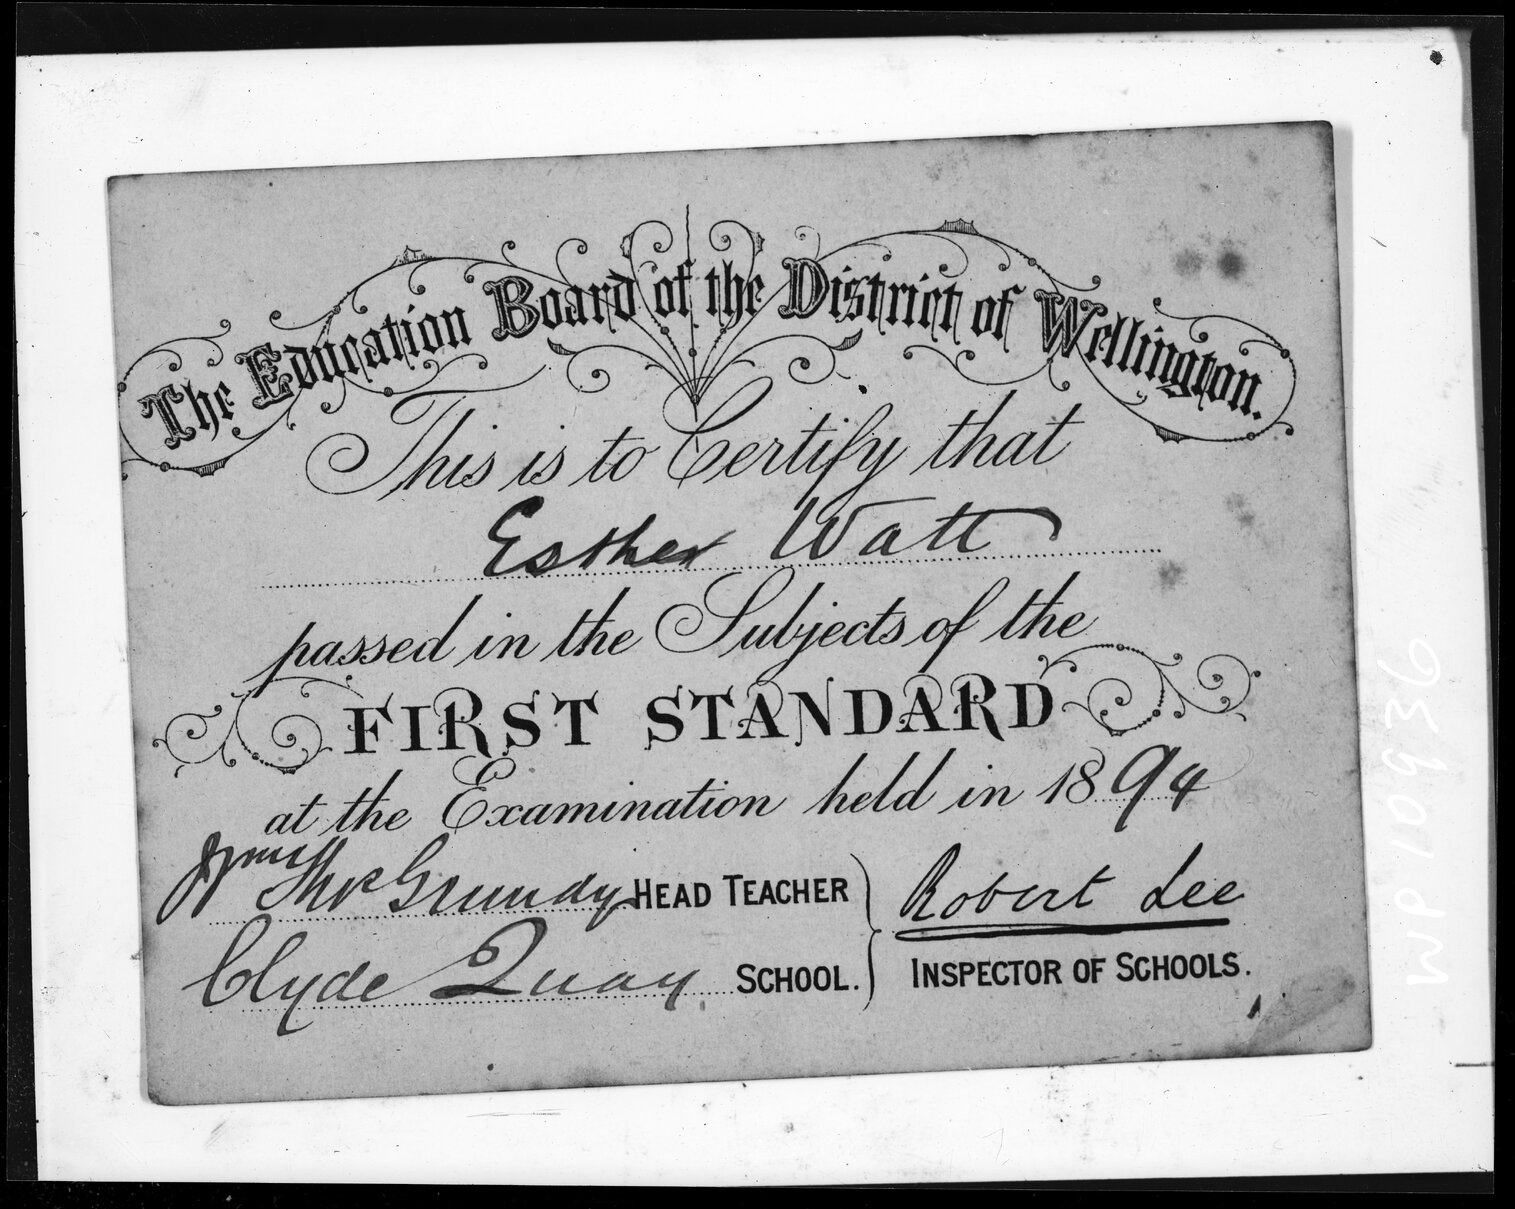 The Education Board of the District of Wellington.
This is to Certify that
Esther Watt
passed in the Subjects of the
FIRST STANDARD
at the Examination held in 1894
Grundy HEAD TEACHER
Clyde Quay SCHOOL.
Robert Lee
INSPECTOR OF SCHOOLS.
WP 10936